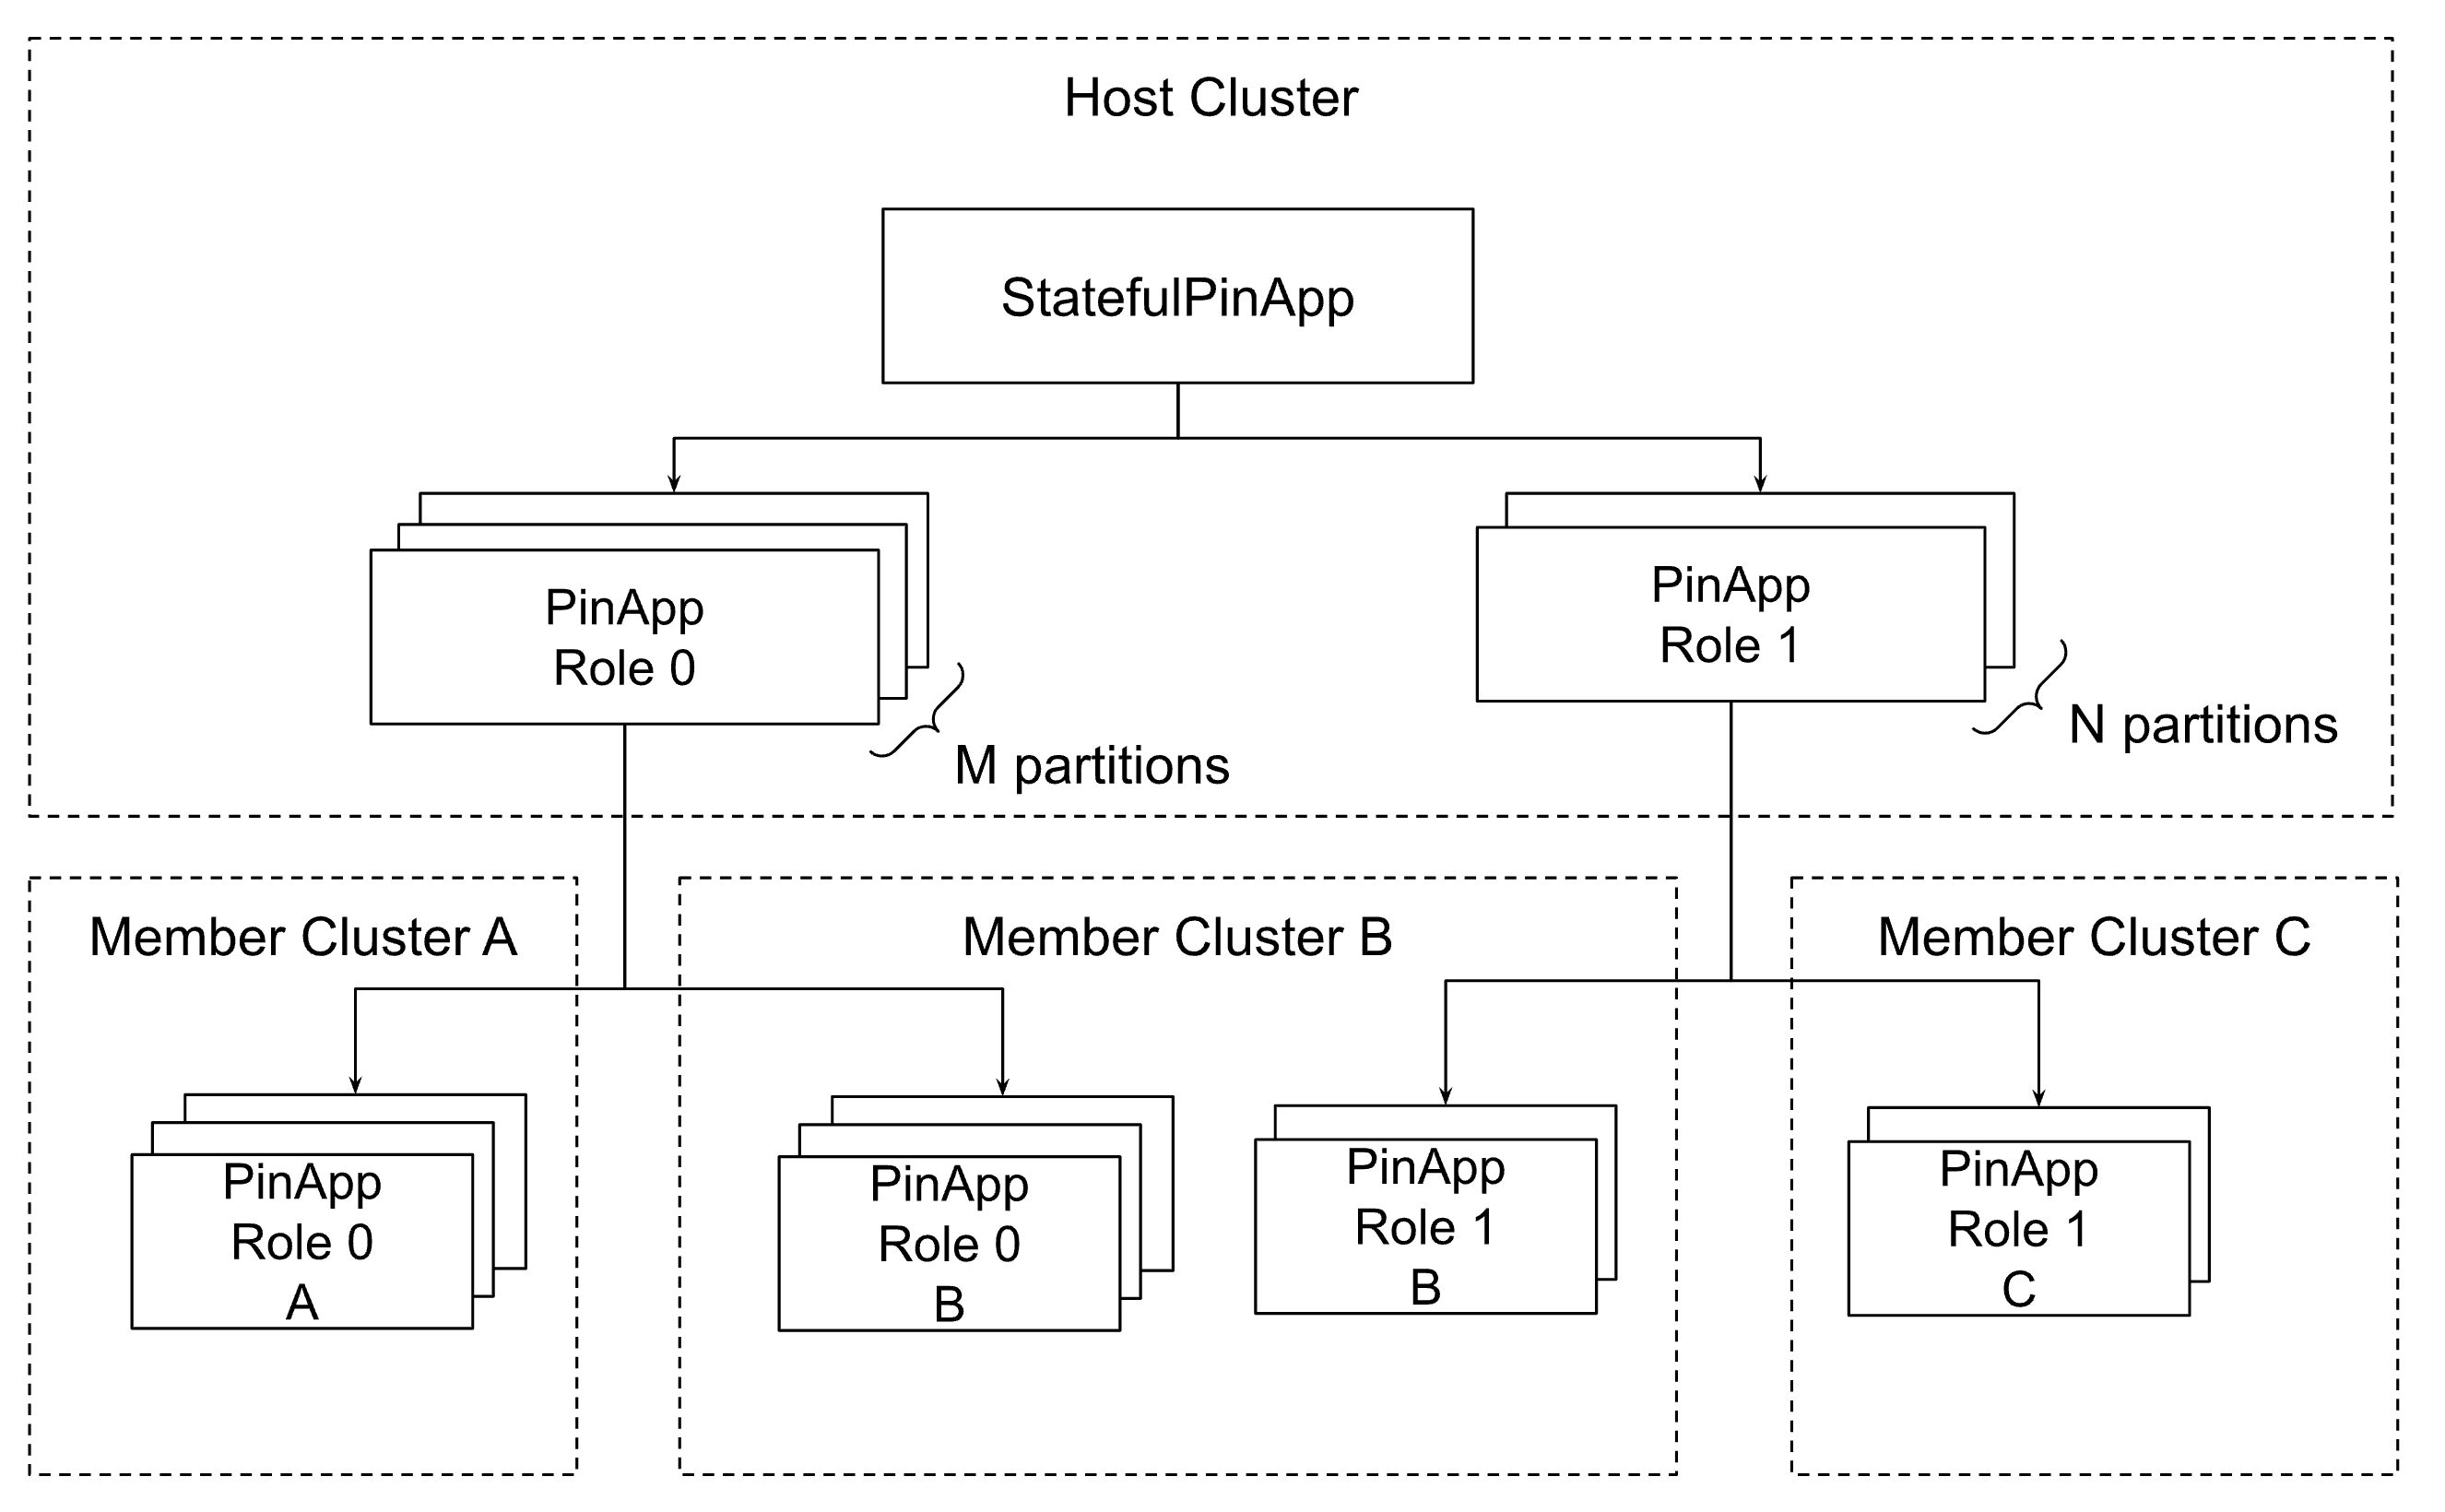 Host Cluster
StatefulPinApp
PinApp
Role 0
M partitions
PinApp
Role 1
N partitions
Member Cluster A
PinApp
Role 0
A
Member Cluster B
PinApp
Role 0
B
PinApp
Role 1
B
Member Cluster C
PinApp
Role 1
C